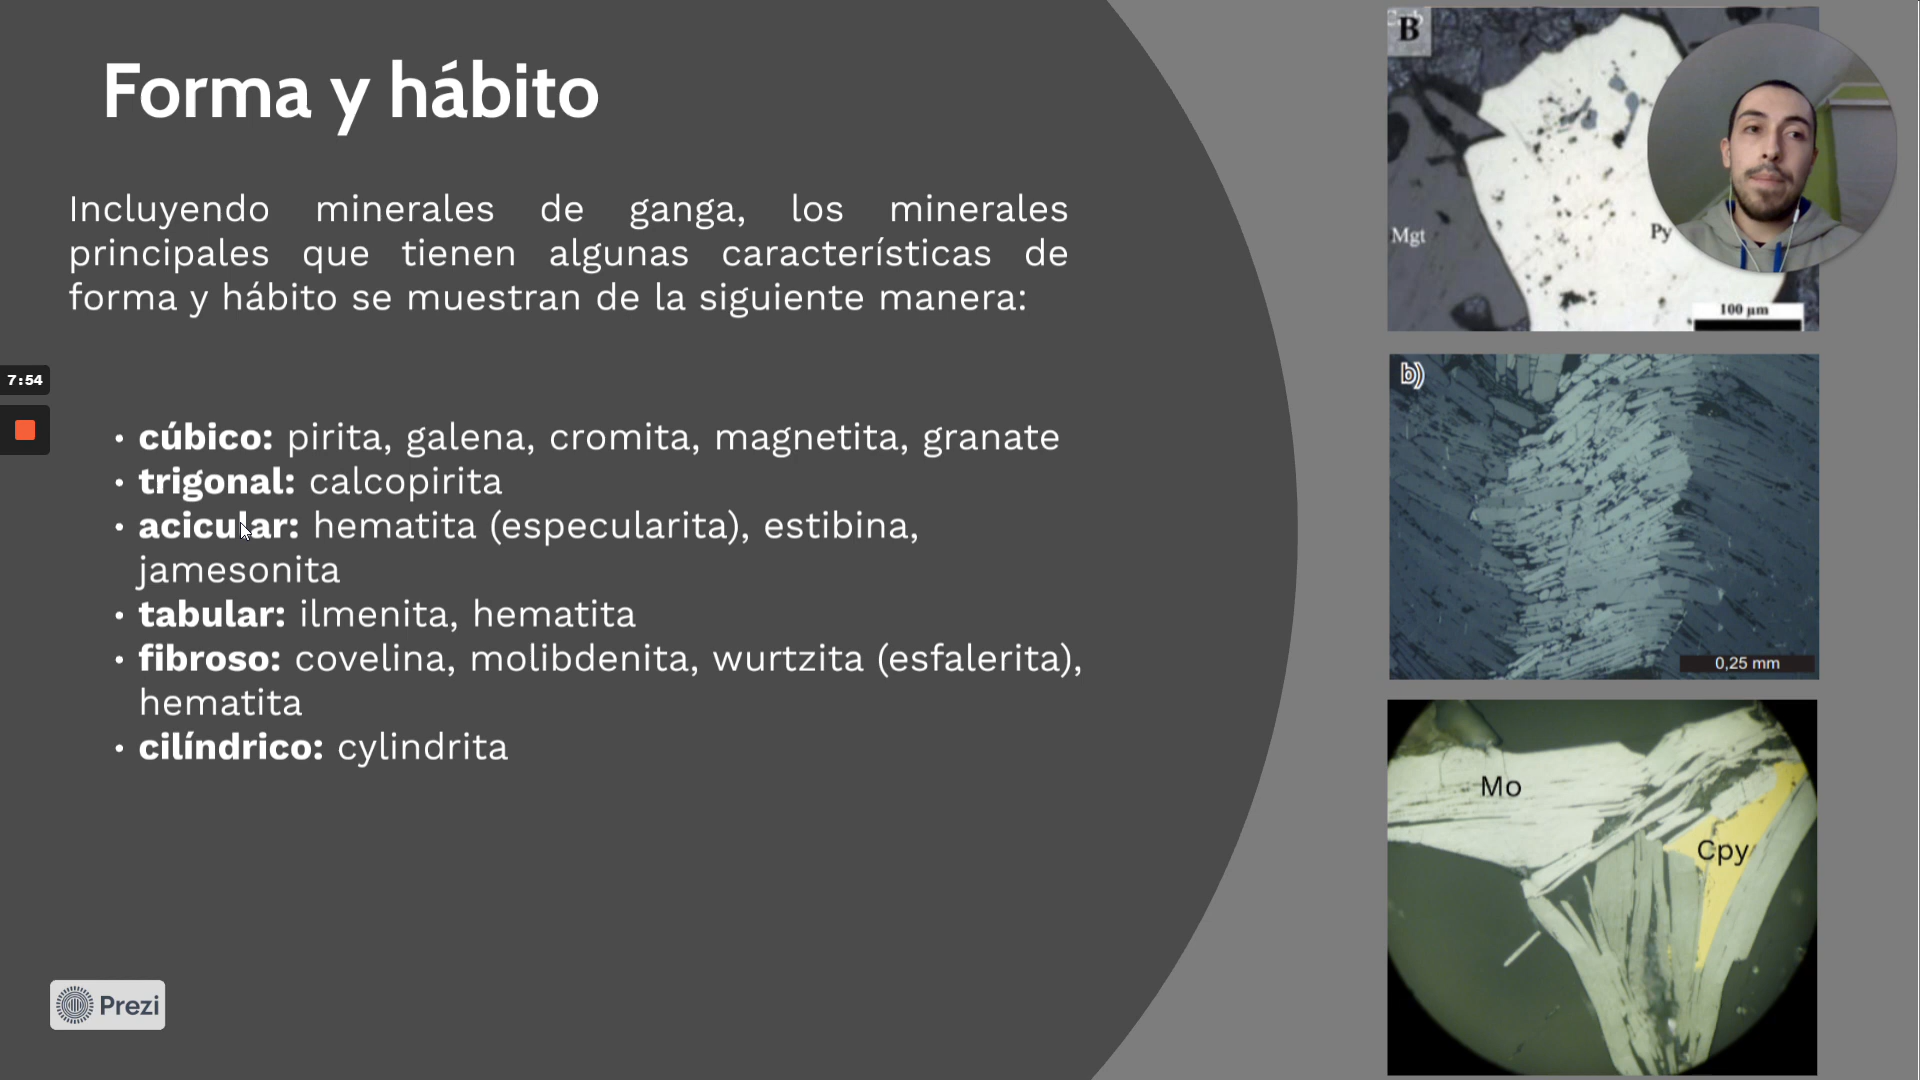 Forma y hábito
Incluyendo minerales de ganga, los minerales
principales que tienen algunas características de
forma y hábito se muestran de la siguiente manera:
• cúbico: pirita, galena, cromita, magnetita, granate
• trigonal: calcopirita
• acicular: hematita (especularita), estibina,
jamesonita
• tabular: ilmenita, hematita
• fibroso: covelina, molibdenita, wurtzita (esfalerita),
hematita
• cilíndrico: cylindrita
7:54
Prezi
B
Mgt
Py
100 µm
b)
0,25 mm
Mo
Cpy